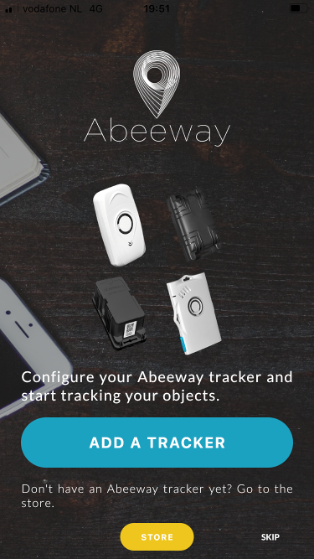 vodafone NL 4G 19:51
Abeeway
Configure your Abeeway tracker and
start tracking your objects.
ADD A TRACKER
Don't have an Abeeway tracker yet? Go to the
store.
STORE SKIP